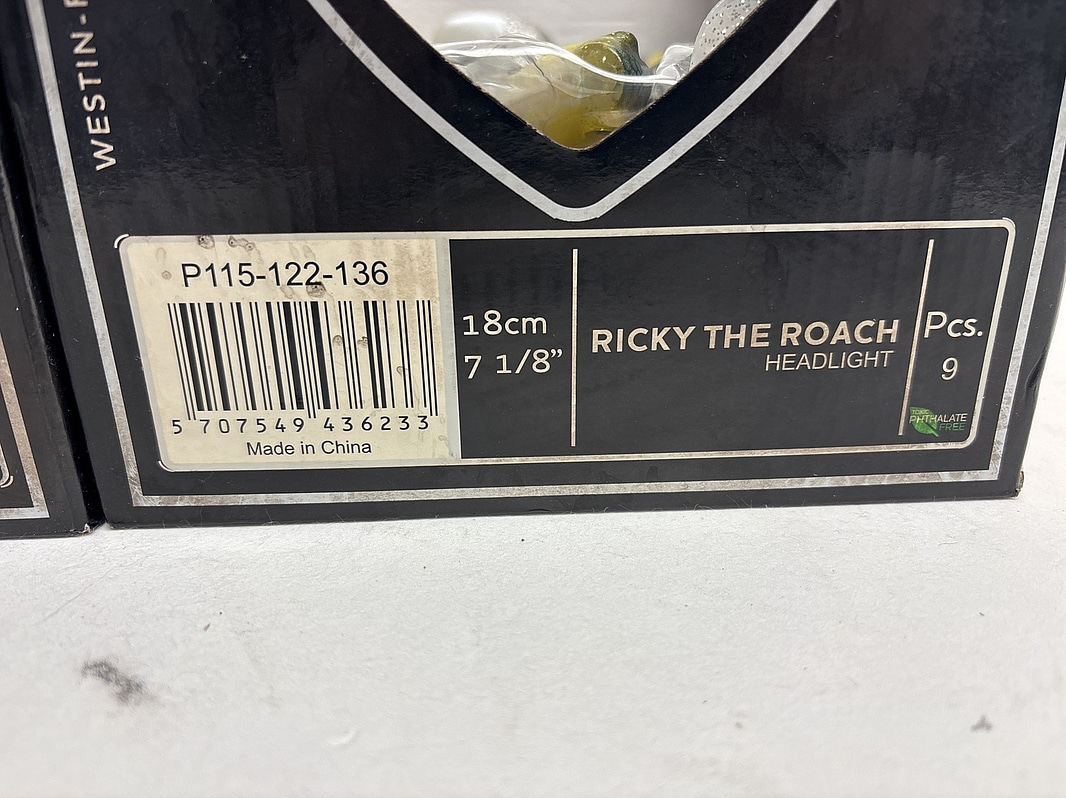 WESTIN-F
P115-122-136
5 707549 436233
Made in China
18cm
7 1/8”
RICKY THE ROACH
HEADLIGHT
Pcs.
9
TOXIC
PHTHALATE
FREE